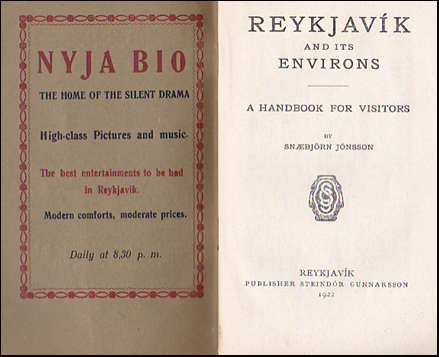 NYJA BIO
THE HOME OF THE SILENT DRAMA
High-class Pictures and music.
The best entertainments to be had
in Reykjavik.
Modern comforts, moderate prices.
Daily at 8,30 p. m.
REYKJAVÍK
AND ITS
ENVIRONS
A HANDBOOK FOR VISITORS
BY
SNÆBJÖRN JÓNSSON
REYKJAVÍK
PUBLISHER STEINDÓR GUNNARSSON
1922